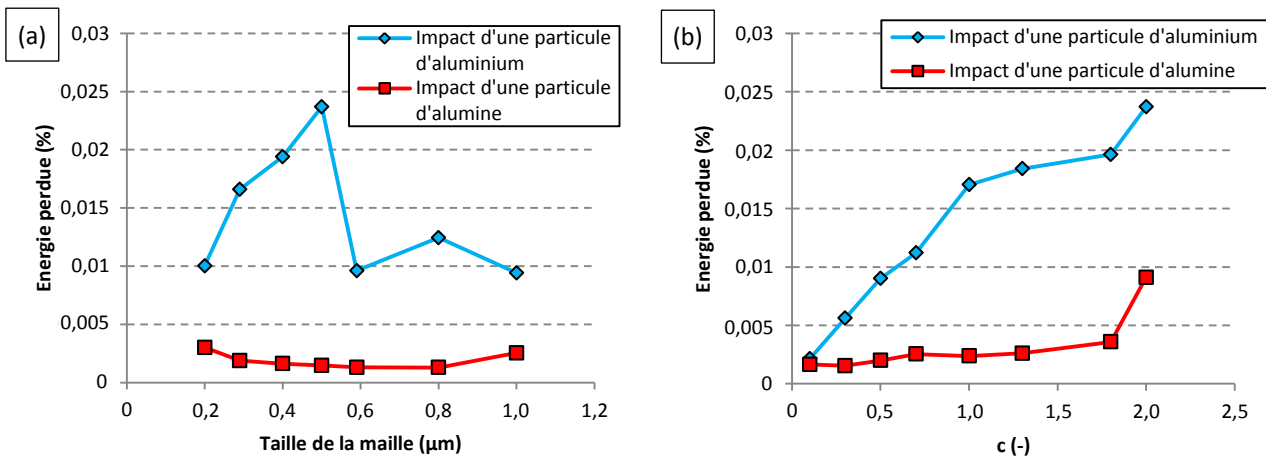 (a)
Energie perdue (%)
0,03
0,025
0,02
0,015
0,01
0,005
0
Impact d'une particule
d'aluminium
Impact d'une particule
d'alumine
0
0,2
0,4
0,6
0,8
1,0
1,2
Taille de la maille (µm)
(b)
Energie perdue (%)
0,03
0,025
0,02
0,015
0,01
0,005
0
Impact d'une particule d'aluminium
Impact d'une particule d'alumine
0
0,5
1,0
1,5
2,0
2,5
c (-)